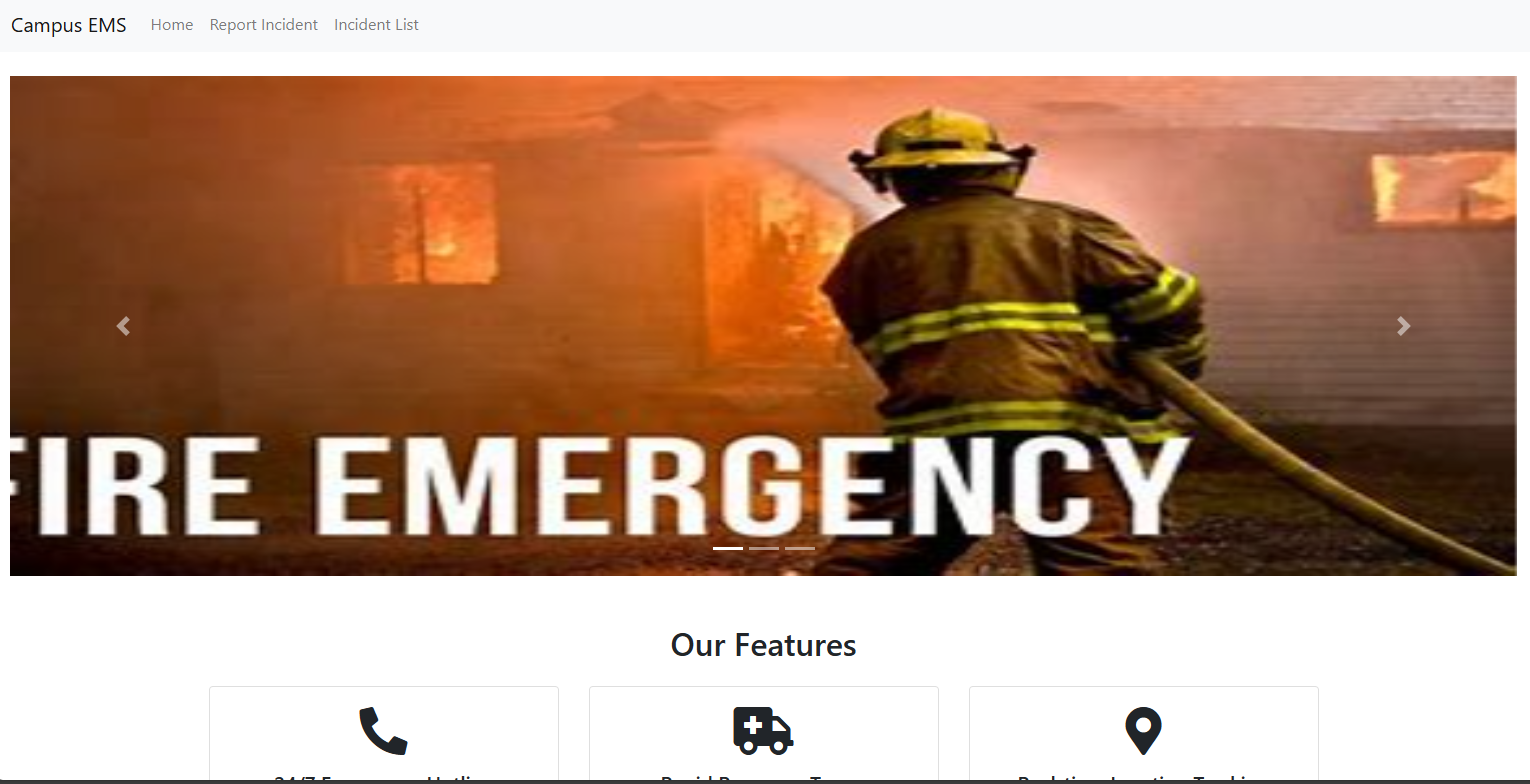 Campus EMS Home Report Incident Incident List
FIRE EMERGENCY
Our Features